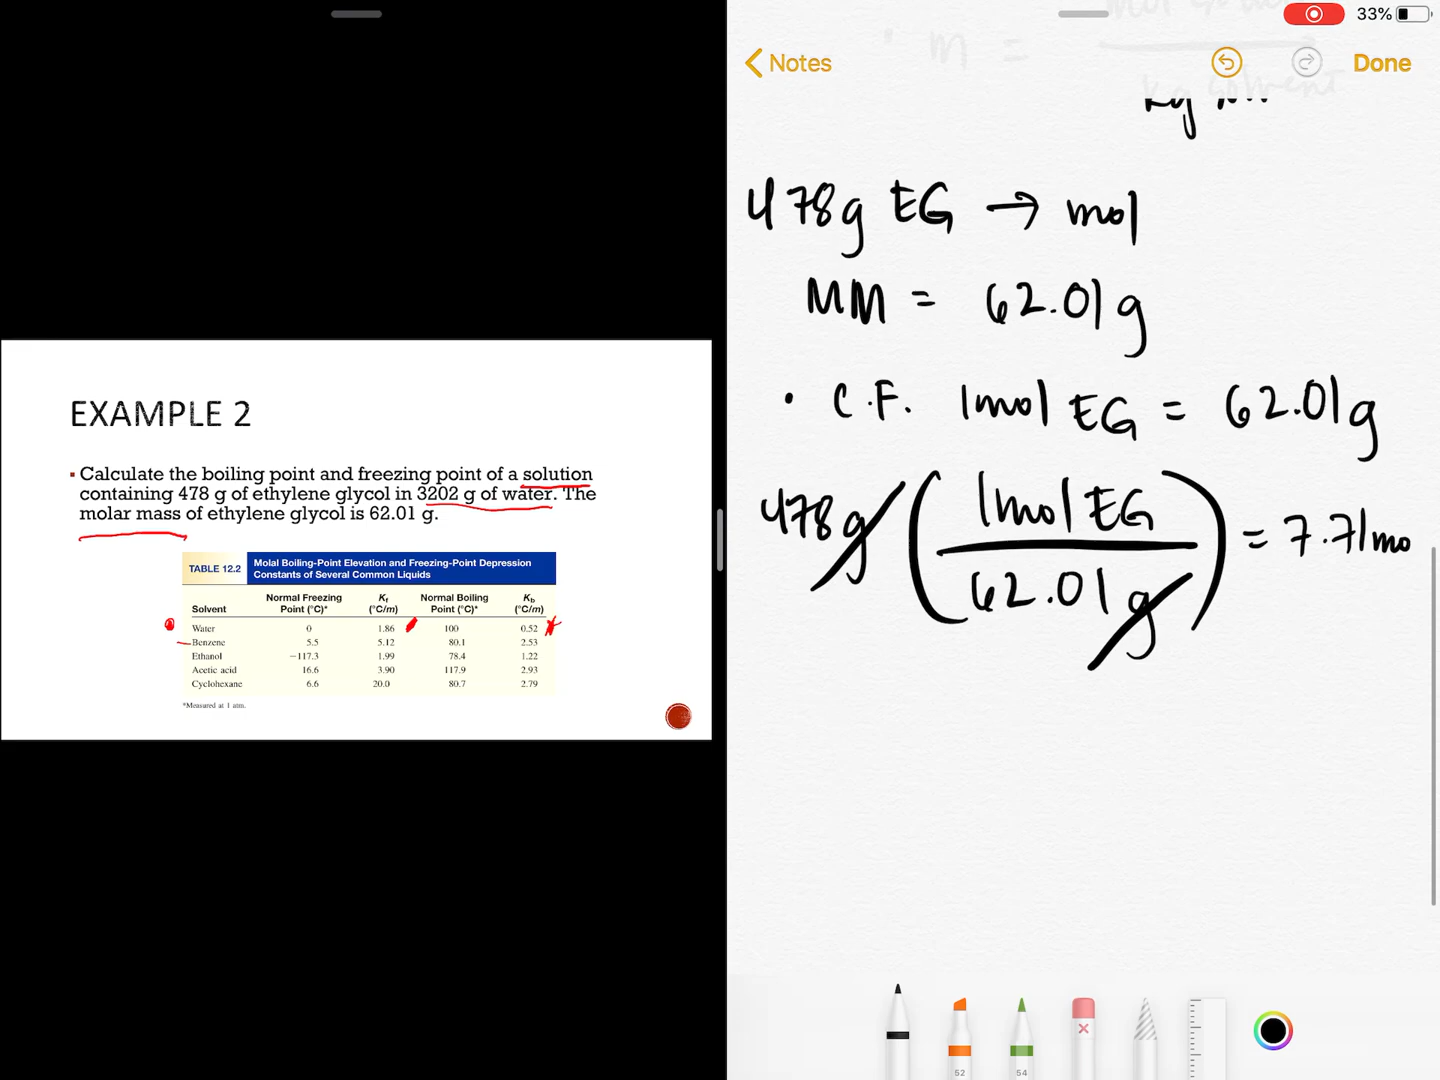 33%
Notes
Done
m =
kg solvent
478g EG → mol
MM = 62.01g
• C.F. 1mol EG = 62.01g
478g ( 1mol EG / 62.01g ) = 7.71mo
EXAMPLE 2
▪ Calculate the boiling point and freezing point of a solution
containing 478 g of ethylene glycol in 3202 g of water. The
molar mass of ethylene glycol is 62.01 g.
TABLE 12.2 Molal Boiling-Point Elevation and Freezing-Point Depression
Constants of Several Common Liquids
Normal Freezing Kf Normal Boiling Kb
Solvent Point (°C)* (°C/m) Point (°C)* (°C/m)
Water 0 1.86 100 0.52
Benzene 5.5 5.12 80.1 2.53
Ethanol −117.3 1.99 78.4 1.22
Acetic acid 16.6 3.90 117.9 2.93
Cyclohexane 6.6 20.0 80.7 2.79
*Measured at 1 atm.
52
54